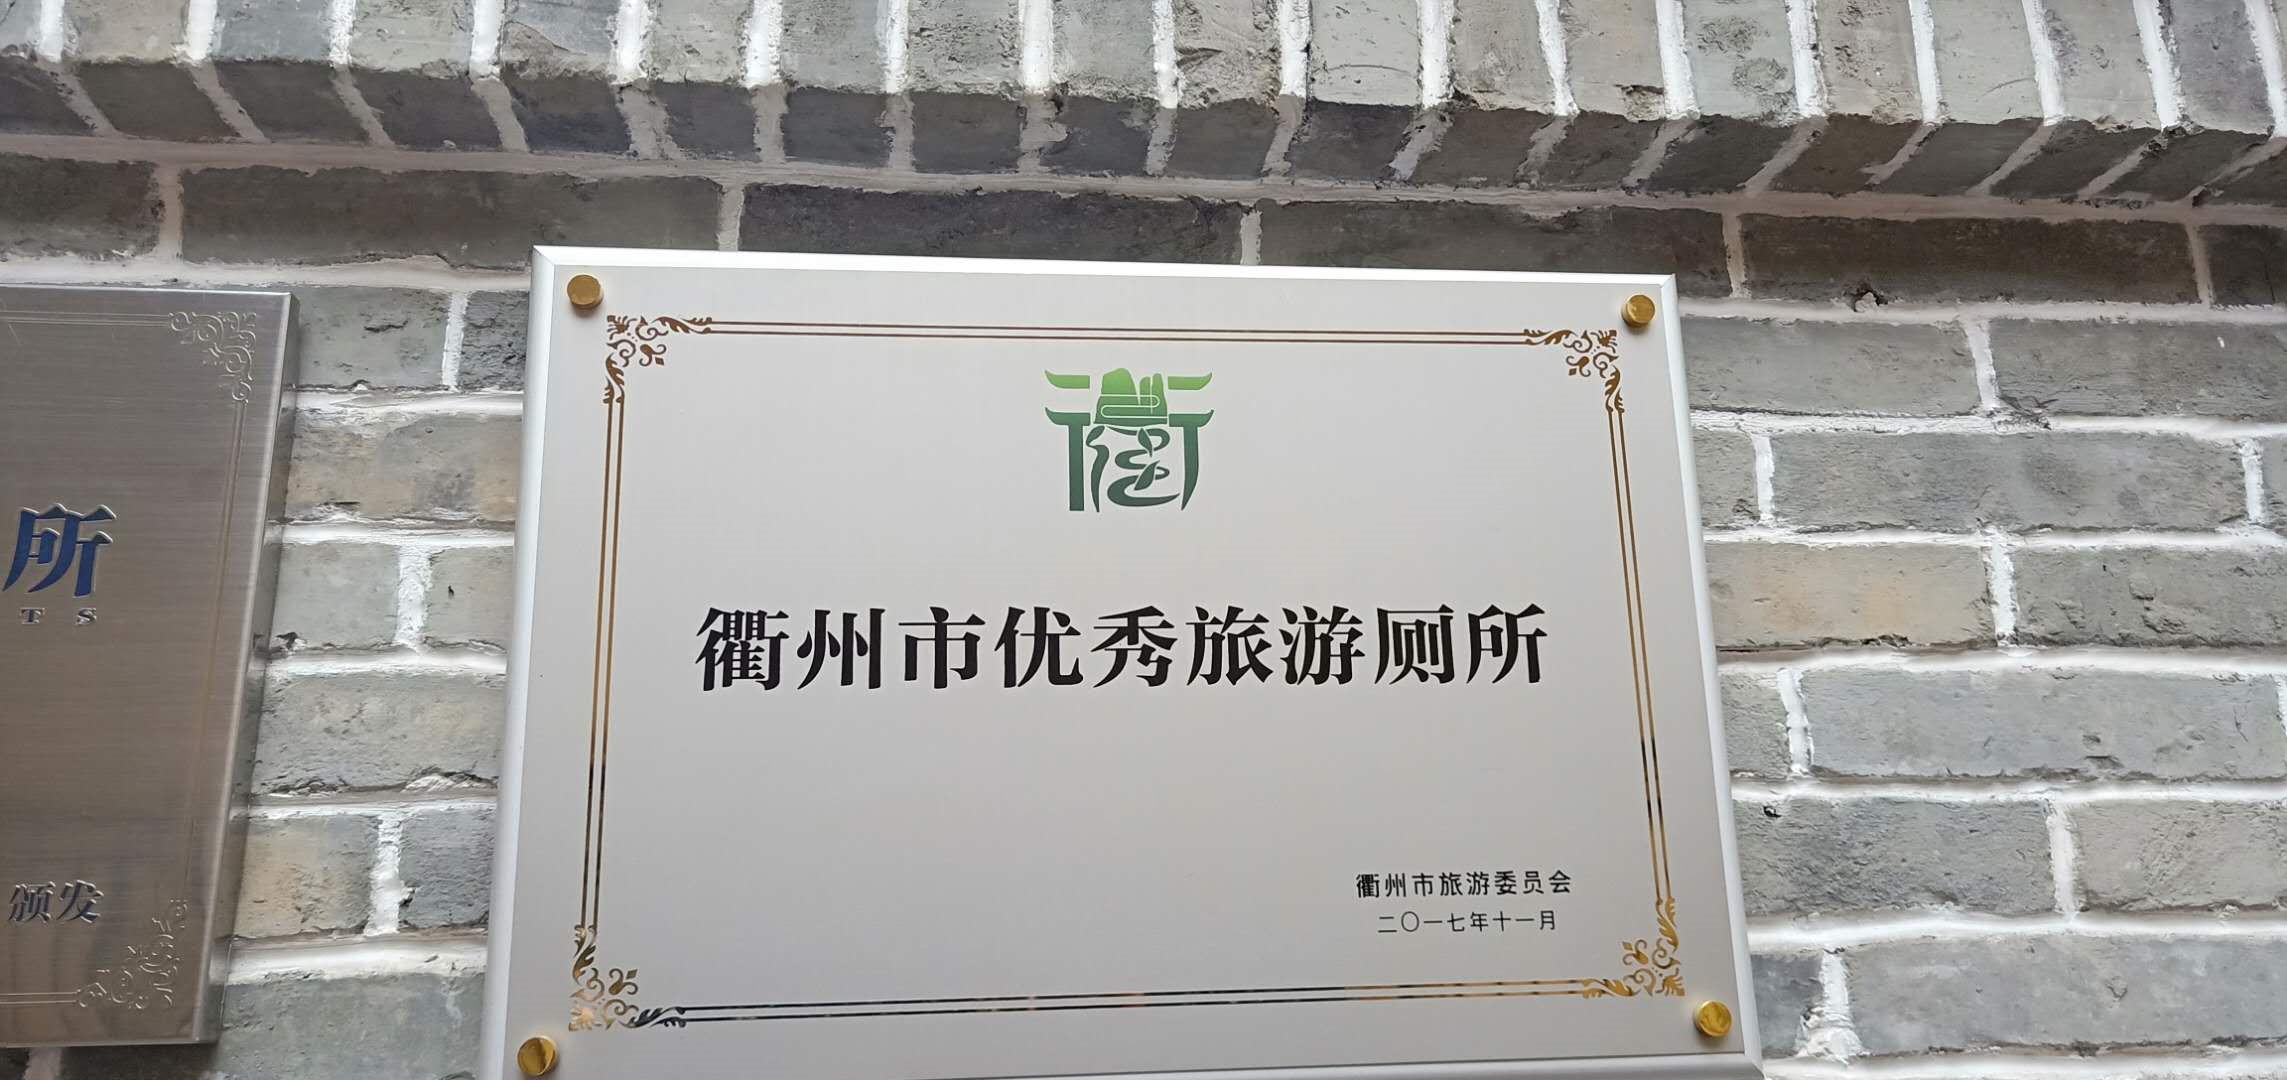 所
TS
颁发
衢州市优秀旅游厕所
衢州市旅游委员会
二〇一七年十一月